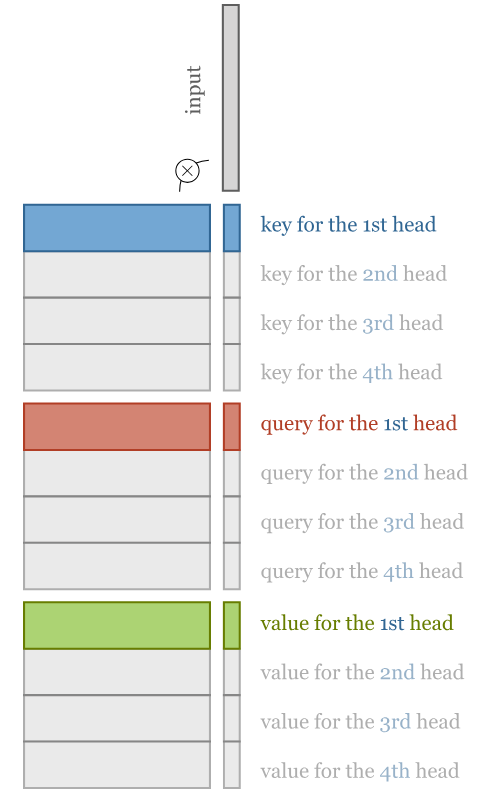 input
key for the 1st head
key for the 2nd head
key for the 3rd head
key for the 4th head
query for the 1st head
query for the 2nd head
query for the 3rd head
query for the 4th head
value for the 1st head
value for the 2nd head
value for the 3rd head
value for the 4th head